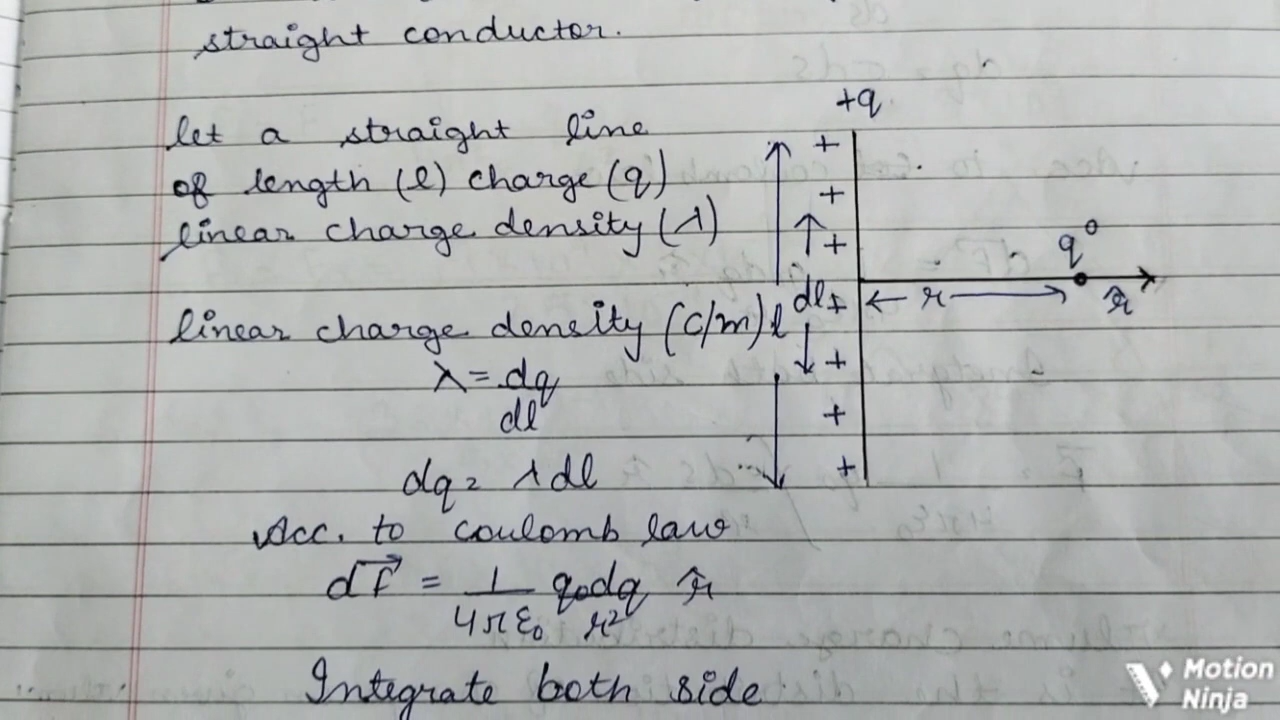 straight conductor.
let a straight line
of length (l) charge (q)
linear charge density (λ)
linear charge density (C/m)
λ = dq
dl
dq = λ dl
Acc. to coulomb law
dF⃗ = 1/4πε₀ q₀dq/r² r̂
Integrate both side
+q
+
+
+
+
+
+
+
l
dl
q°
← r →
r̂
Motion
Ninja